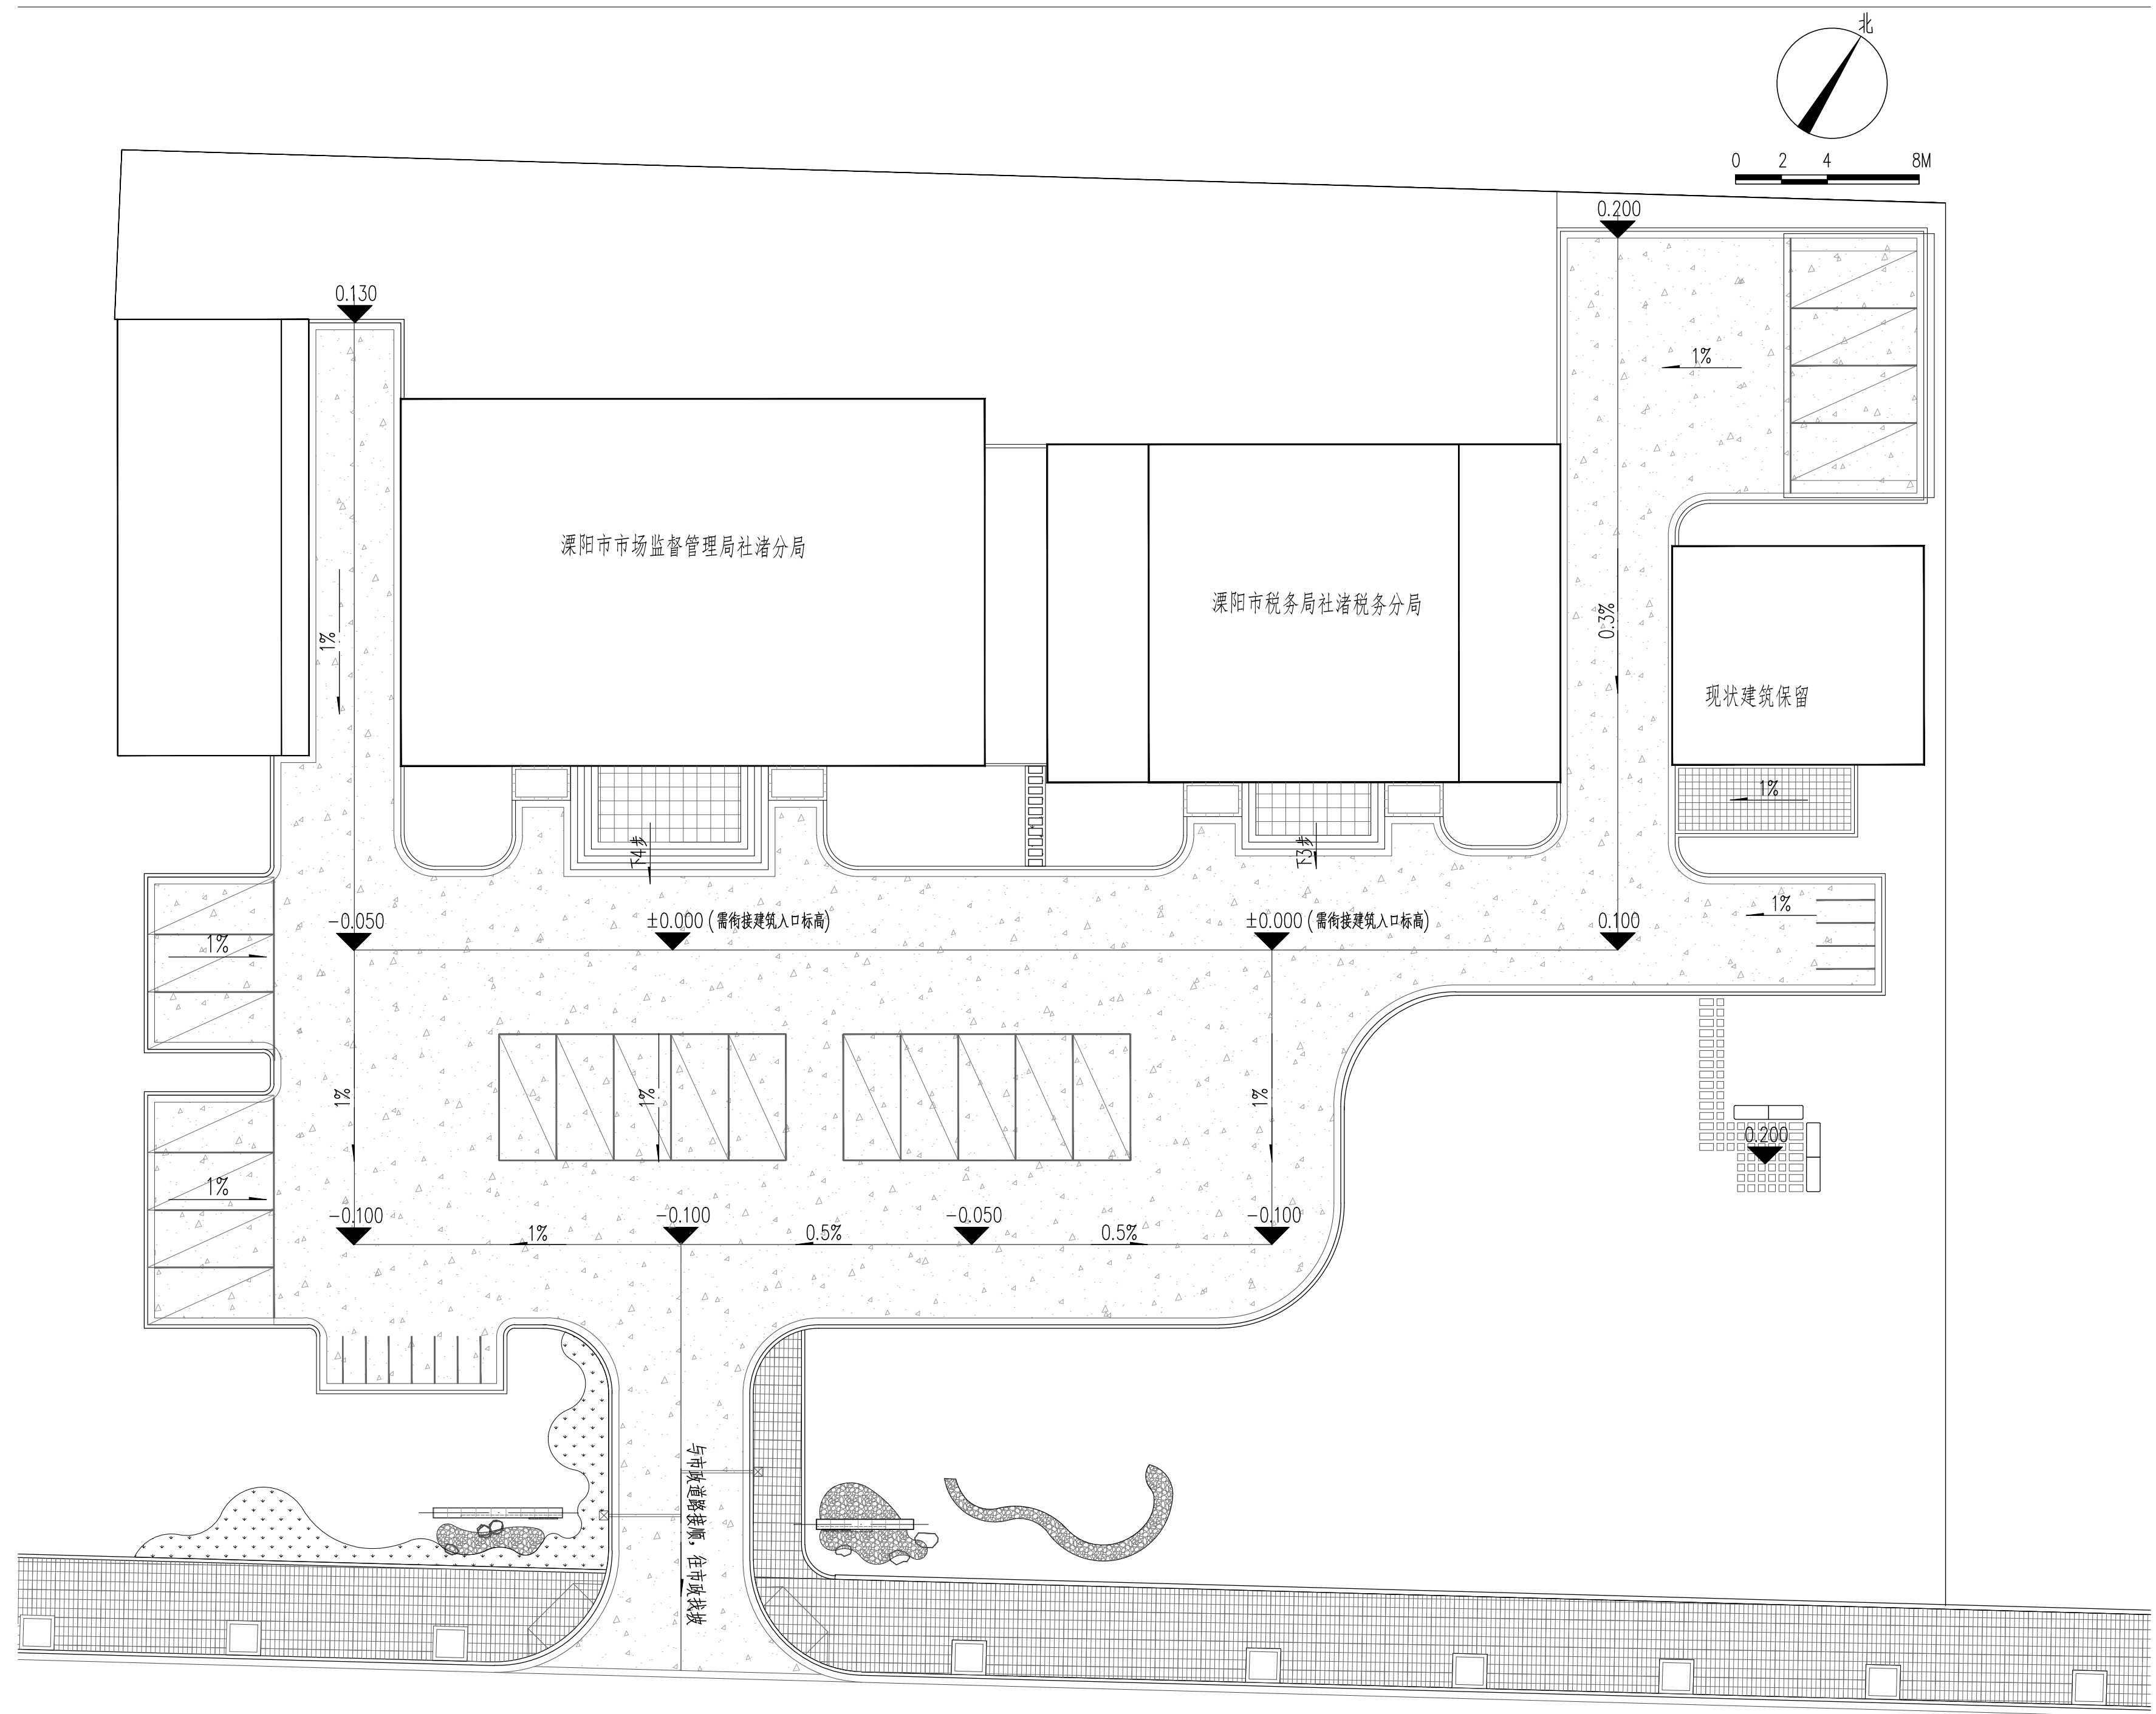 北
0 2 4 8M
0.200
0.130
1%
溧阳市市场监督管理局社渚分局
溧阳市税务局社渚税务分局
0.3%
1%
现状建筑保留
1%
下4步
下3步
1%
-0.050
±0.000(需衔接建筑入口标高)
±0.000(需衔接建筑入口标高)
0.100
1%
1%
1%
1%
0.200
1%
-0.100
1%
-0.100
0.5%
-0.050
0.5%
-0.100
与市政道路接顺，往市政找坡